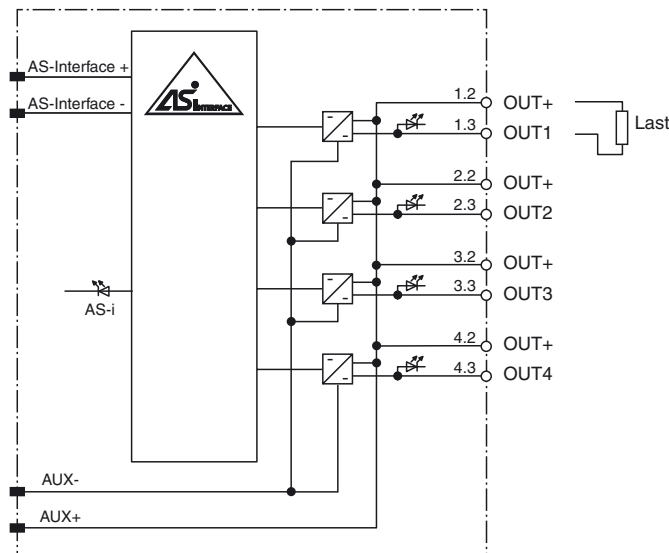 AS-Interface +
AS-Interface -
ASi INTERFACE
AS-i
AUX-
AUX+
1.2 OUT+
1.3 OUT1
Last
2.2 OUT+
2.3 OUT2
3.2 OUT+
3.3 OUT3
4.2 OUT+
4.3 OUT4